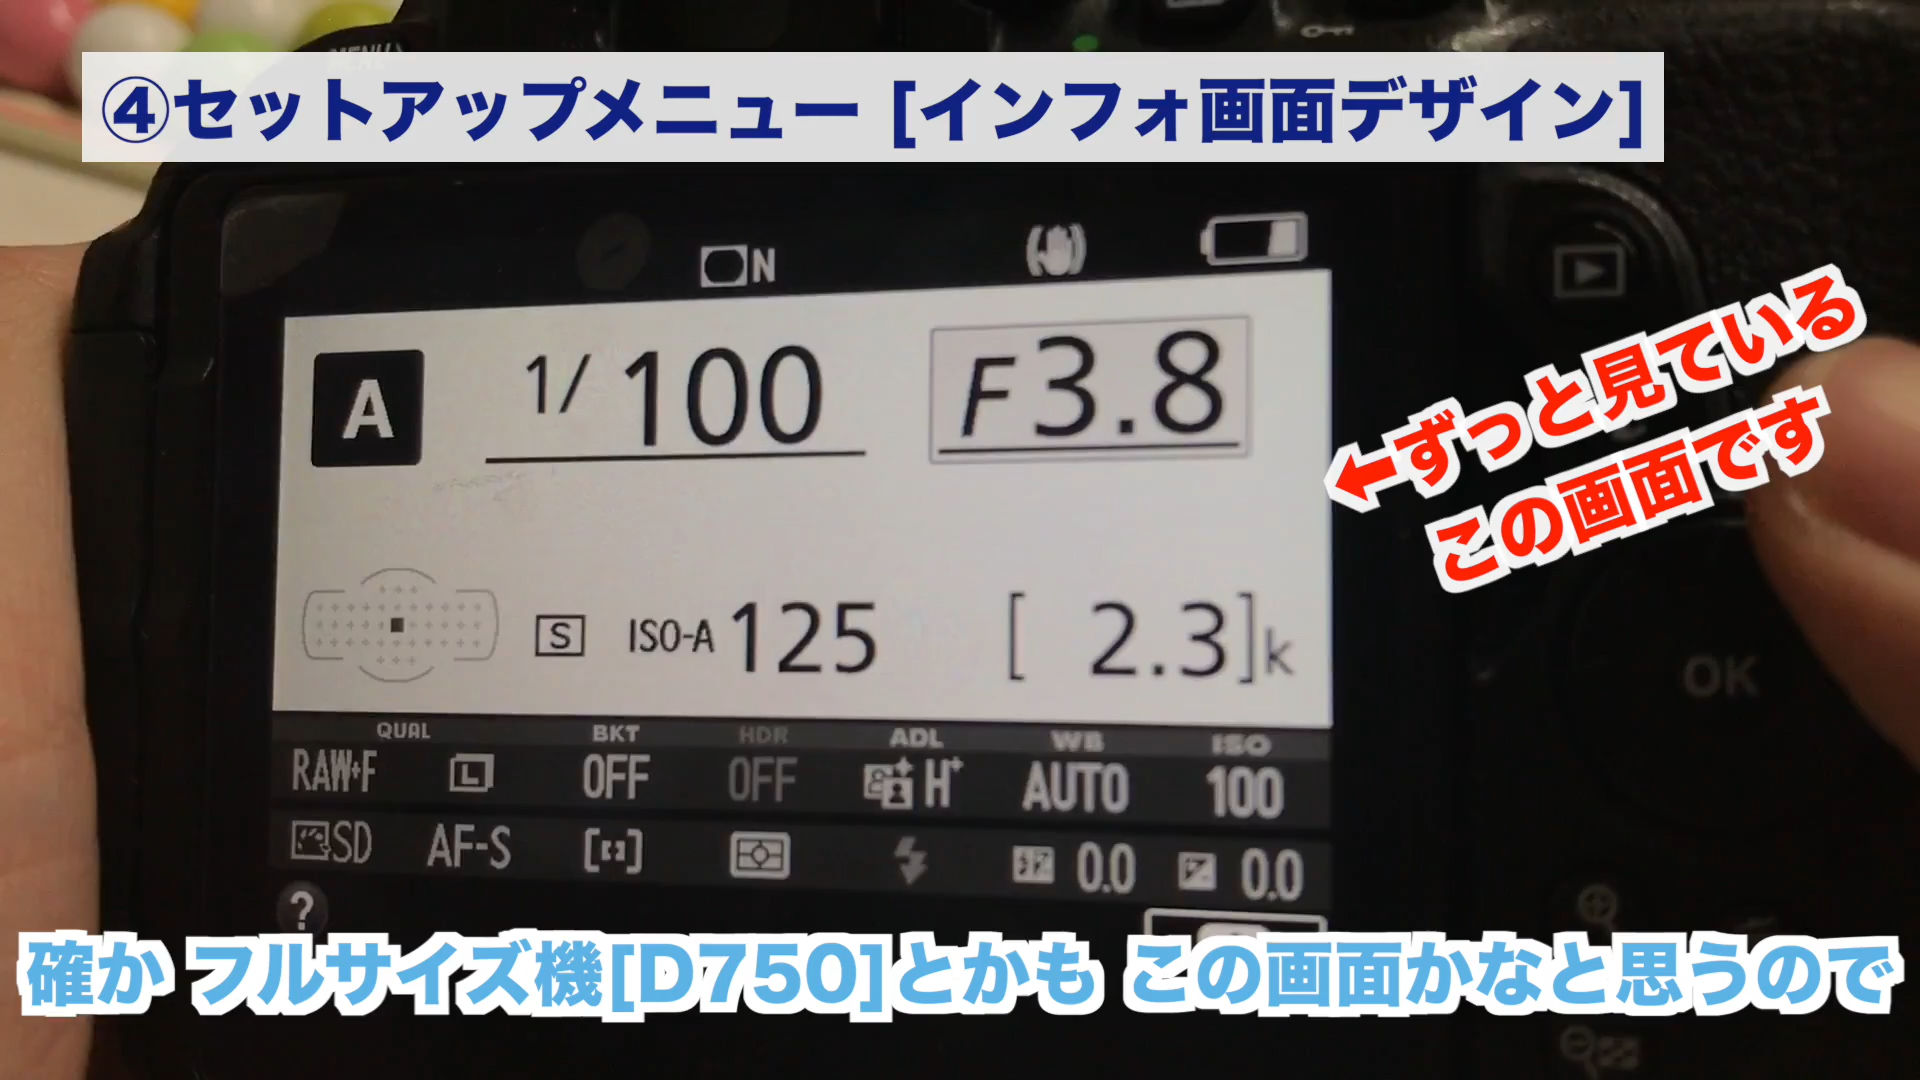 MENU
④セットアップメニュー [インフォ画面デザイン]
N
A 1/100 F3.8
←ずっと見ている
この画面です
S ISO-A 125 [ 2.3]k
OK
QUAL BKT HDR ADL WB ISO
RAW+F L OFF OFF H+ AUTO 100
SD AF-S [ ] 0.0 0.0
?
確か フルサイズ機[D750]とかも この画面かなと思うので